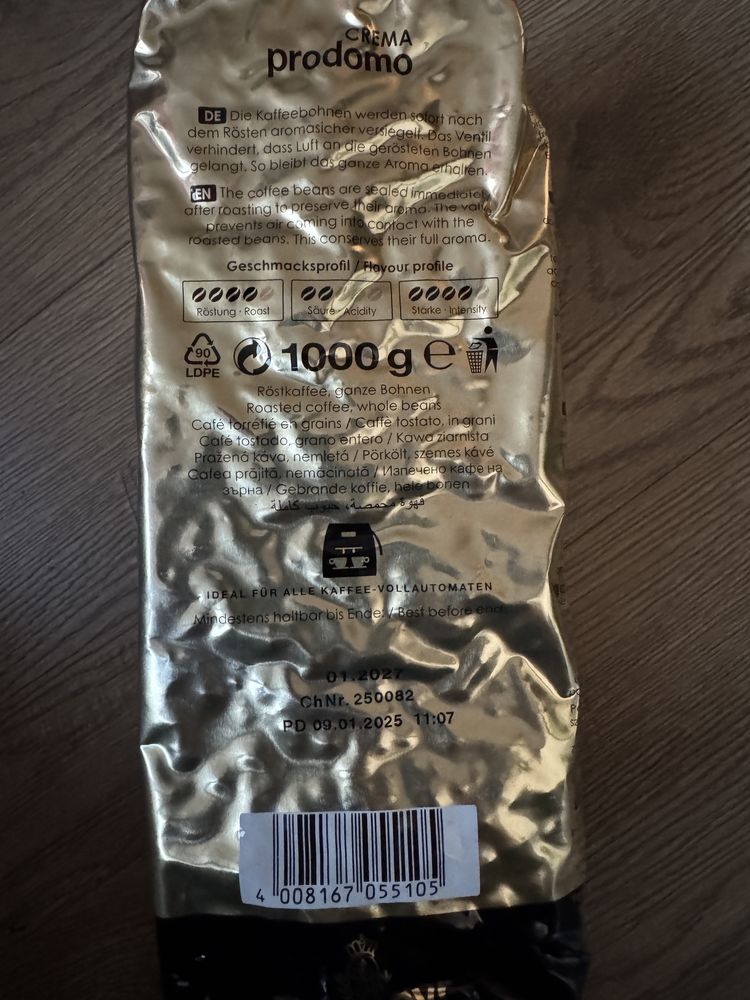 CREMA
prodomo
DE Die Kaffeebohnen werden sofort nach
dem Rösten aromasicher versiegelt. Das Ventil
verhindert, dass Luft an die gerösteten Bohnen
gelangt. So bleibt das ganze Aroma erhalten.
EN The coffee beans are sealed immediately
after roasting to preserve their aroma. The valve
prevents air coming into contact with the
roasted beans. This conserves their full aroma.
Geschmacksprofil / Flavour profile
Röstung · Roast
Säure · Acidity
Stärke · Intensity
90
LDPE
1000 g e
Röstkaffee, ganze Bohnen
Roasted coffee, whole beans
Café torréfié en grains / Caffè tostato, in grani
Café tostado, grano entero / Kawa ziarnista
Pražená káva, nemletá / Pörkölt, szemes kávé
Cafea prăjită, nemăcinată / Изпечено кафе на
зърна / Gebrande koffie, hele bonen
قهوة محمصة، حبوب كاملة
IDEAL FÜR ALLE KAFFEE-VOLLAUTOMATEN
Mindestens haltbar bis Ende: / Best before end:
01.2027
ChNr. 250082
PD 09.01.2025 11:07
4 008167 055105